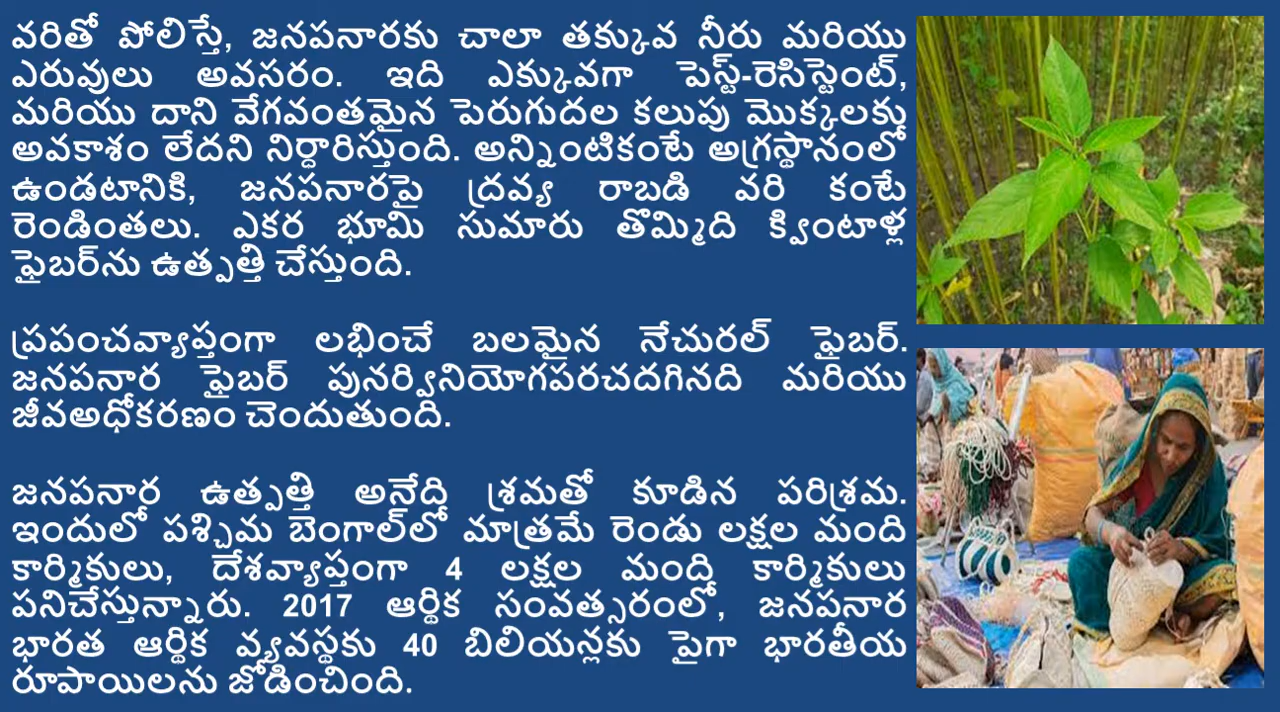 వరితో పోలిస్తే, జనపనారకు చాలా తక్కువ నీరు మరియు
ఎరువులు అవసరం. ఇది ఎక్కువగా పెస్ట్-రెసిస్టెంట్,
మరియు దాని వేగవంతమైన పెరుగుదల కలుపు మొక్కలకు
అవకాశం లేదని నిర్ధారిస్తుంది. అన్నింటికంటే అగ్రస్థానంలో
ఉండటానికి, జనపనారపై ద్రవ్య రాబడి వరి కంటే
రెండింతలు. ఎకర భూమి సుమారు తొమ్మిది క్వింటాళ్ల
ఫైబర్‌ను ఉత్పత్తి చేస్తుంది.
ప్రపంచవ్యాప్తంగా లభించే బలమైన నేచురల్ ఫైబర్.
జనపనార ఫైబర్ పునర్వినియోగపరచదగినది మరియు
జీవఅధోకరణం చెందుతుంది.
జనపనార ఉత్పత్తి అనేది శ్రమతో కూడిన పరిశ్రమ.
ఇందులో పశ్చిమ బెంగాల్‌లో మాత్రమే రెండు లక్షల మంది
కార్మికులు, దేశవ్యాప్తంగా 4 లక్షల మంది కార్మికులు
పనిచేస్తున్నారు. 2017 ఆర్థిక సంవత్సరంలో, జనపనార
భారత ఆర్థిక వ్యవస్థకు 40 బిలియన్లకు పైగా భారతీయ
రూపాయిలను జోడించింది.